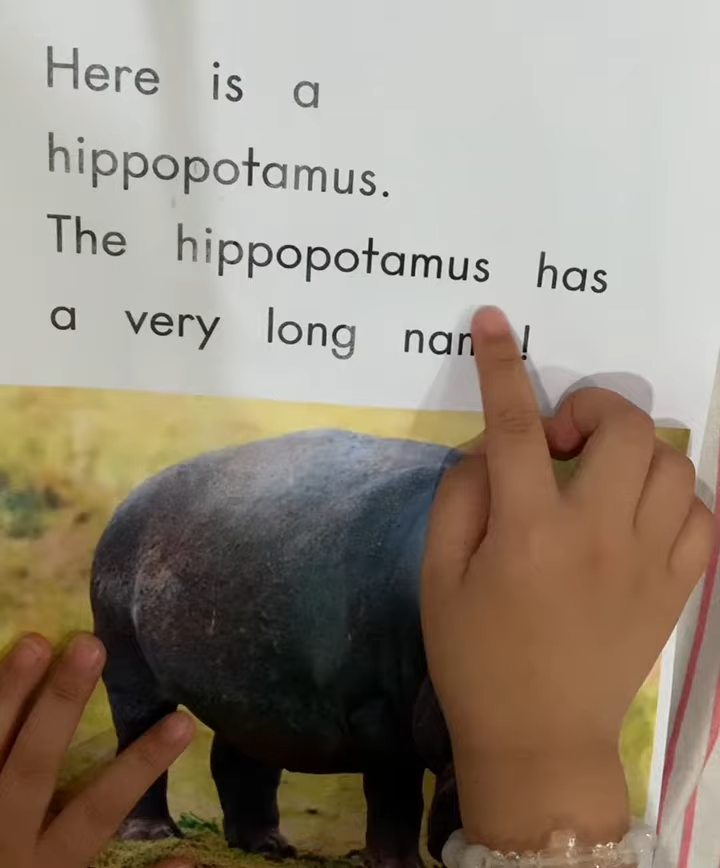 Here is a
hippopotamus.
The hippopotamus has
a very long !